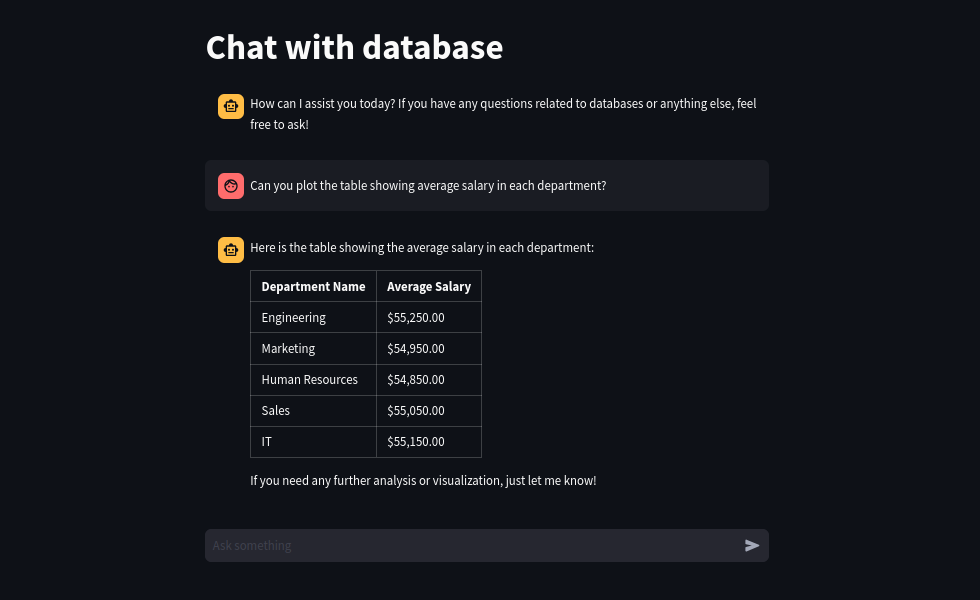 Chat with database
How can I assist you today? If you have any questions related to databases or anything else, feel
free to ask!
Can you plot the table showing average salary in each department?
Here is the table showing the average salary in each department:
Department Name Average Salary
Engineering $55,250.00
Marketing $54,950.00
Human Resources $54,850.00
Sales $55,050.00
IT $55,150.00
If you need any further analysis or visualization, just let me know!
Ask something